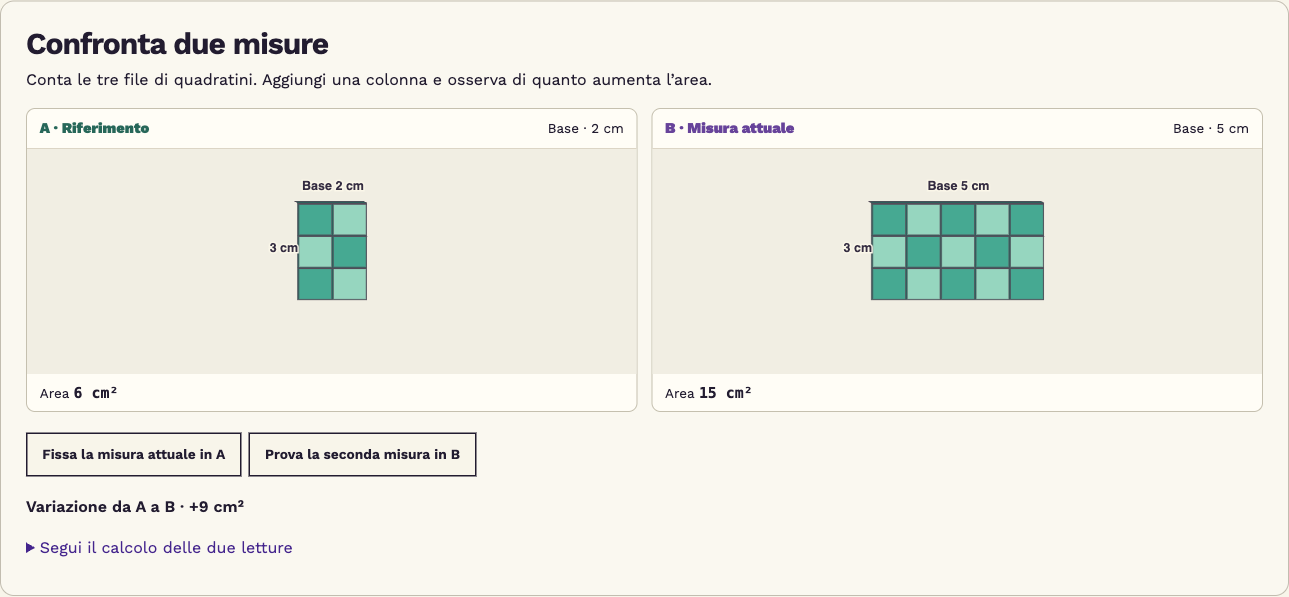 Confronta due misure
Conta le tre file di quadratini. Aggiungi una colonna e osserva di quanto aumenta l’area.
A · Riferimento
Base · 2 cm
Base 2 cm
3 cm
Area 6 cm²
B · Misura attuale
Base · 5 cm
Base 5 cm
3 cm
Area 15 cm²
Fissa la misura attuale in A
Prova la seconda misura in B
Variazione da A a B · +9 cm²
Segui il calcolo delle due letture